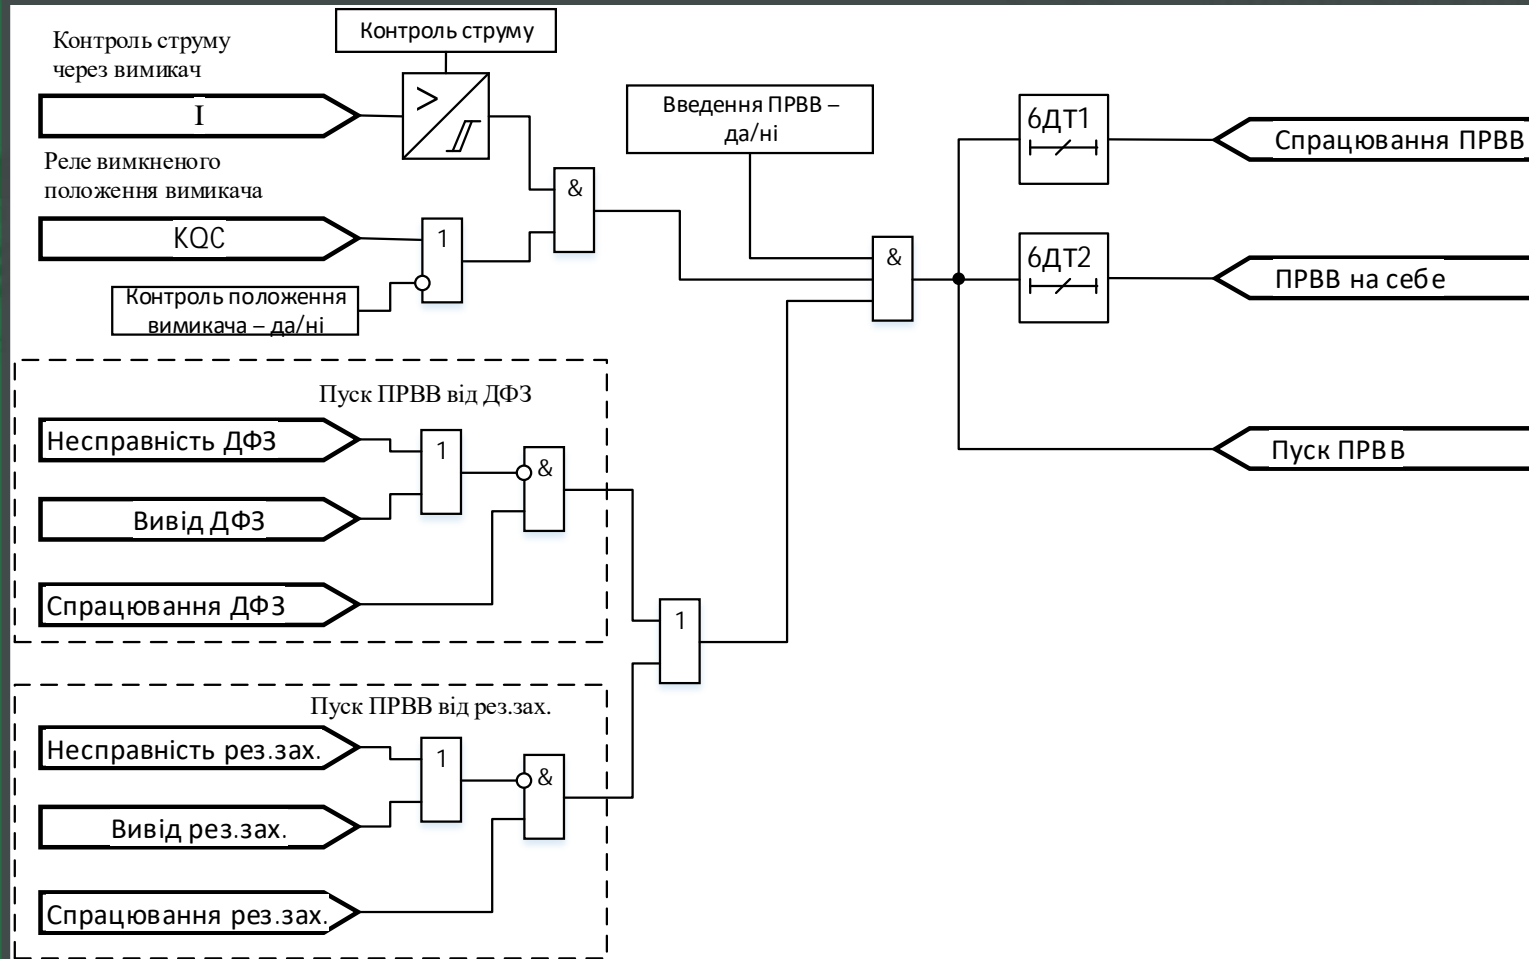 Контроль струму
через вимикач
Контроль струму
I
>
Реле вимкненого
положення вимикача
KQC
1
&
Контроль положення
вимикача – да/ні
Введення ПРВВ –
да/ні
&
6ДТ1
Спрацювання ПРВВ
6ДТ2
ПРВВ на себе
Пуск ПРВВ
Пуск ПРВВ від ДФЗ
Несправність ДФЗ
1
&
Вивід ДФЗ
Спрацювання ДФЗ
1
Пуск ПРВВ від рез.зах.
Несправність рез.зах.
1
&
Вивід рез.зах.
Спрацювання рез.зах.